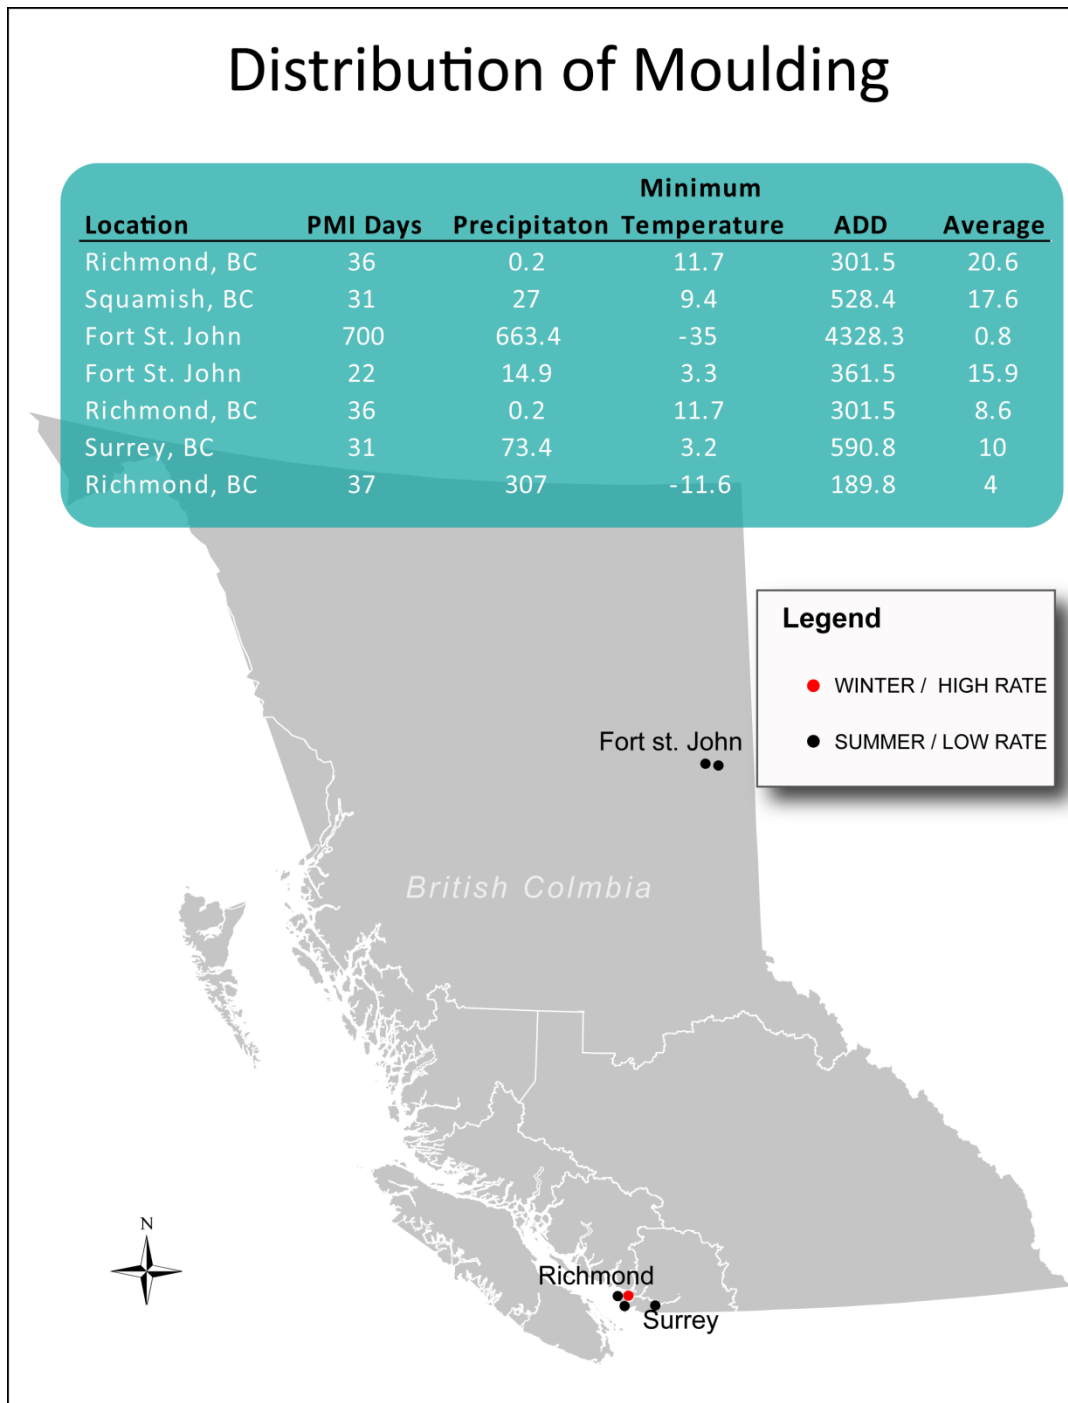 Distribution of Moulding
Minimum
Location PMI Days Precipitaton Temperature ADD Average
Richmond, BC 36 0.2 11.7 301.5 20.6
Squamish, BC 31 27 9.4 528.4 17.6
Fort St. John 700 663.4 -35 4328.3 0.8
Fort St. John 22 14.9 3.3 361.5 15.9
Richmond, BC 36 0.2 11.7 301.5 8.6
Surrey, BC 31 73.4 3.2 590.8 10
Richmond, BC 37 307 -11.6 189.8 4
Legend
WINTER / HIGH RATE
SUMMER / LOW RATE
Fort st. John
British Colmbia
N
Richmond
Surrey